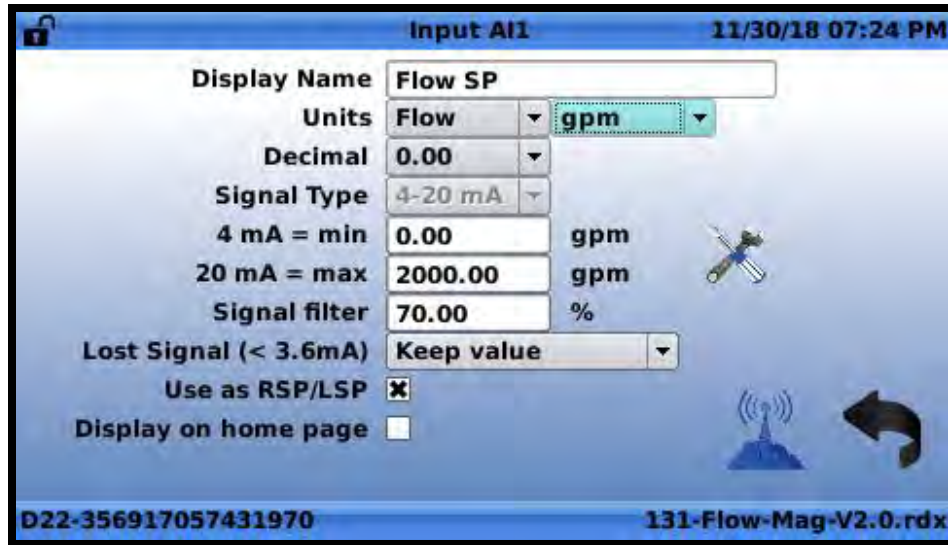 Input AI1 11/30/18 07:24 PM
Display Name Flow SP
Units Flow gpm
Decimal 0.00
Signal Type 4-20 mA
4 mA = min 0.00 gpm
20 mA = max 2000.00 gpm
Signal filter 70.00 %
Lost Signal (< 3.6mA) Keep value
Use as RSP/LSP
Display on home page
D22-356917057431970 131-Flow-Mag-V2.0.rdx